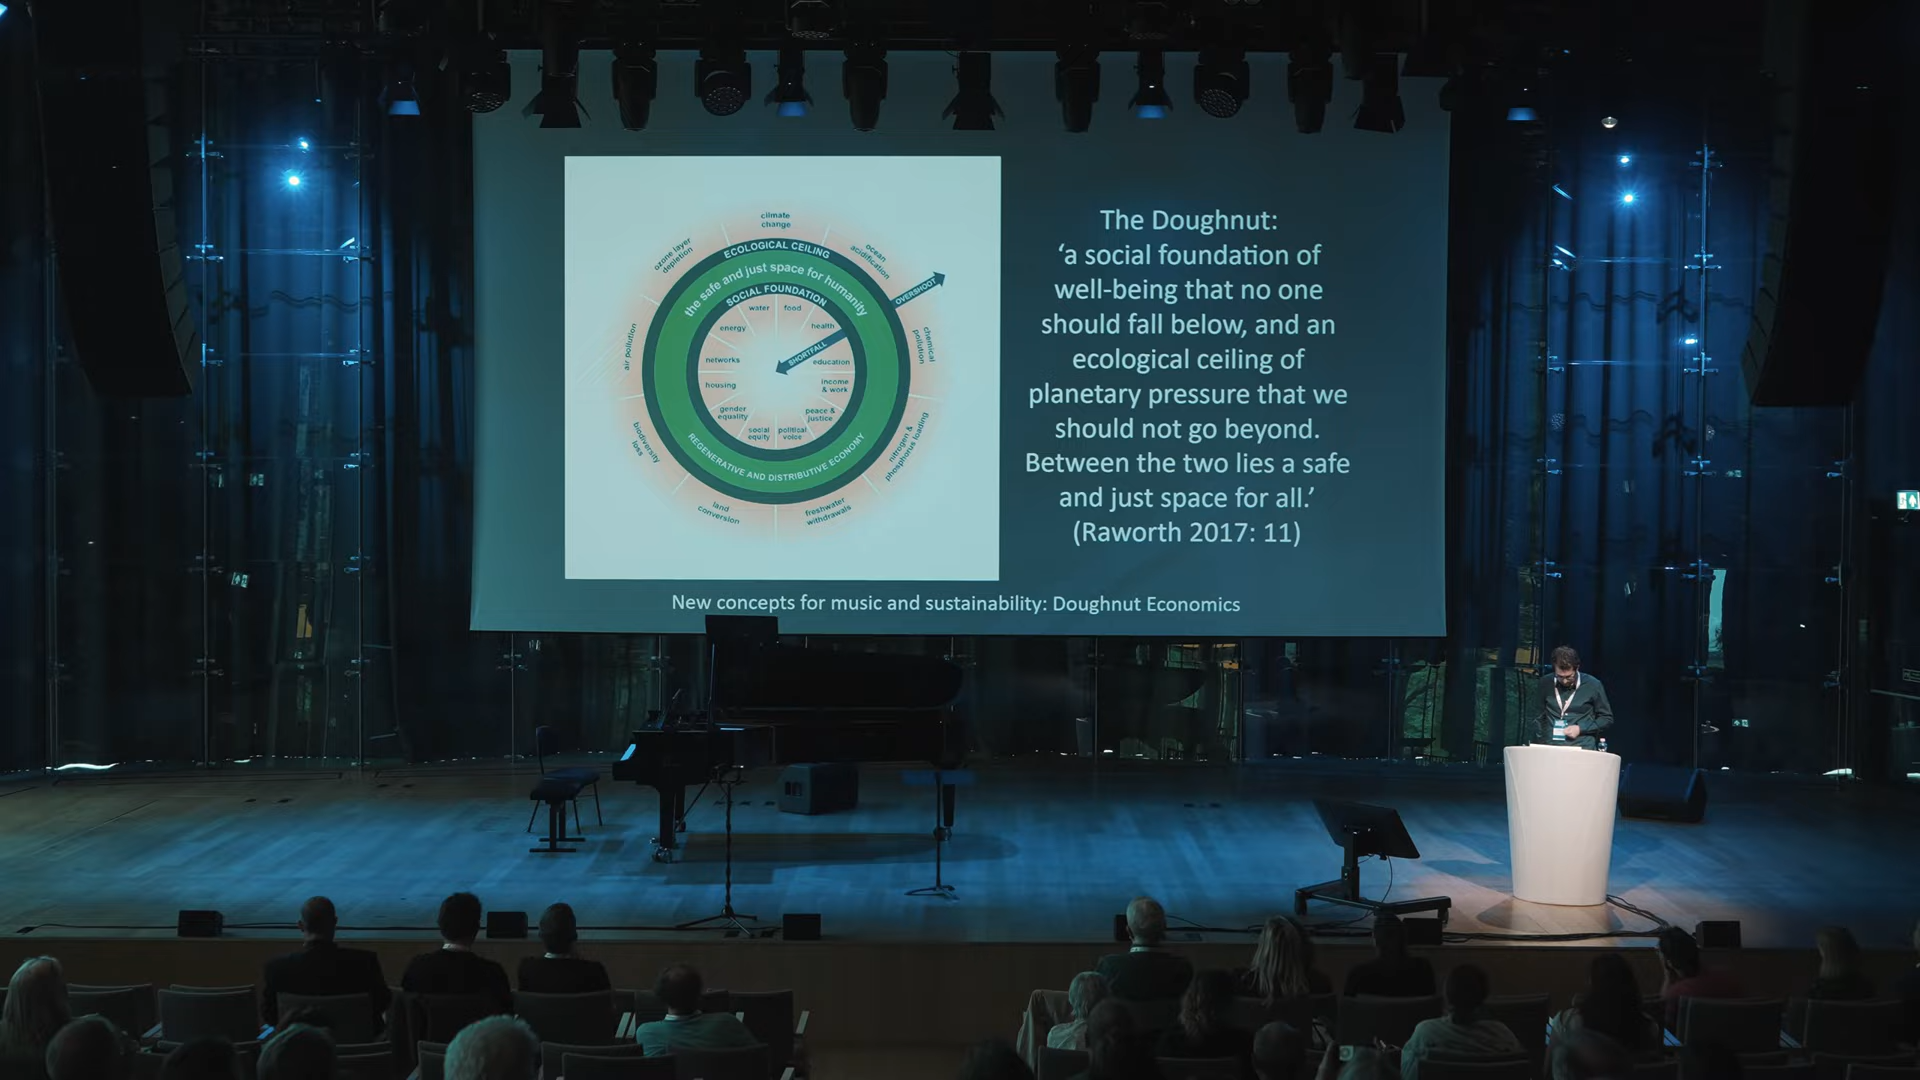 climate
change
ozone layer
depletion
ocean
acidification
ECOLOGICAL CEILING
the safe and just space for humanity
OVERSHOOT
SOCIAL FOUNDATION
water
food
energy
health
air pollution
chemical
pollution
SHORTFALL
networks
education
housing
income
& work
gender
equality
peace &
justice
social
equity
political
voice
biodiversity
loss
nitrogen &
phosphorus loading
REGENERATIVE AND DISTRIBUTIVE ECONOMY
land
conversion
freshwater
withdrawals
The Doughnut:
‘a social foundation of
well-being that no one
should fall below, and an
ecological ceiling of
planetary pressure that we
should not go beyond.
Between the two lies a safe
and just space for all.’
(Raworth 2017: 11)
New concepts for music and sustainability: Doughnut Economics